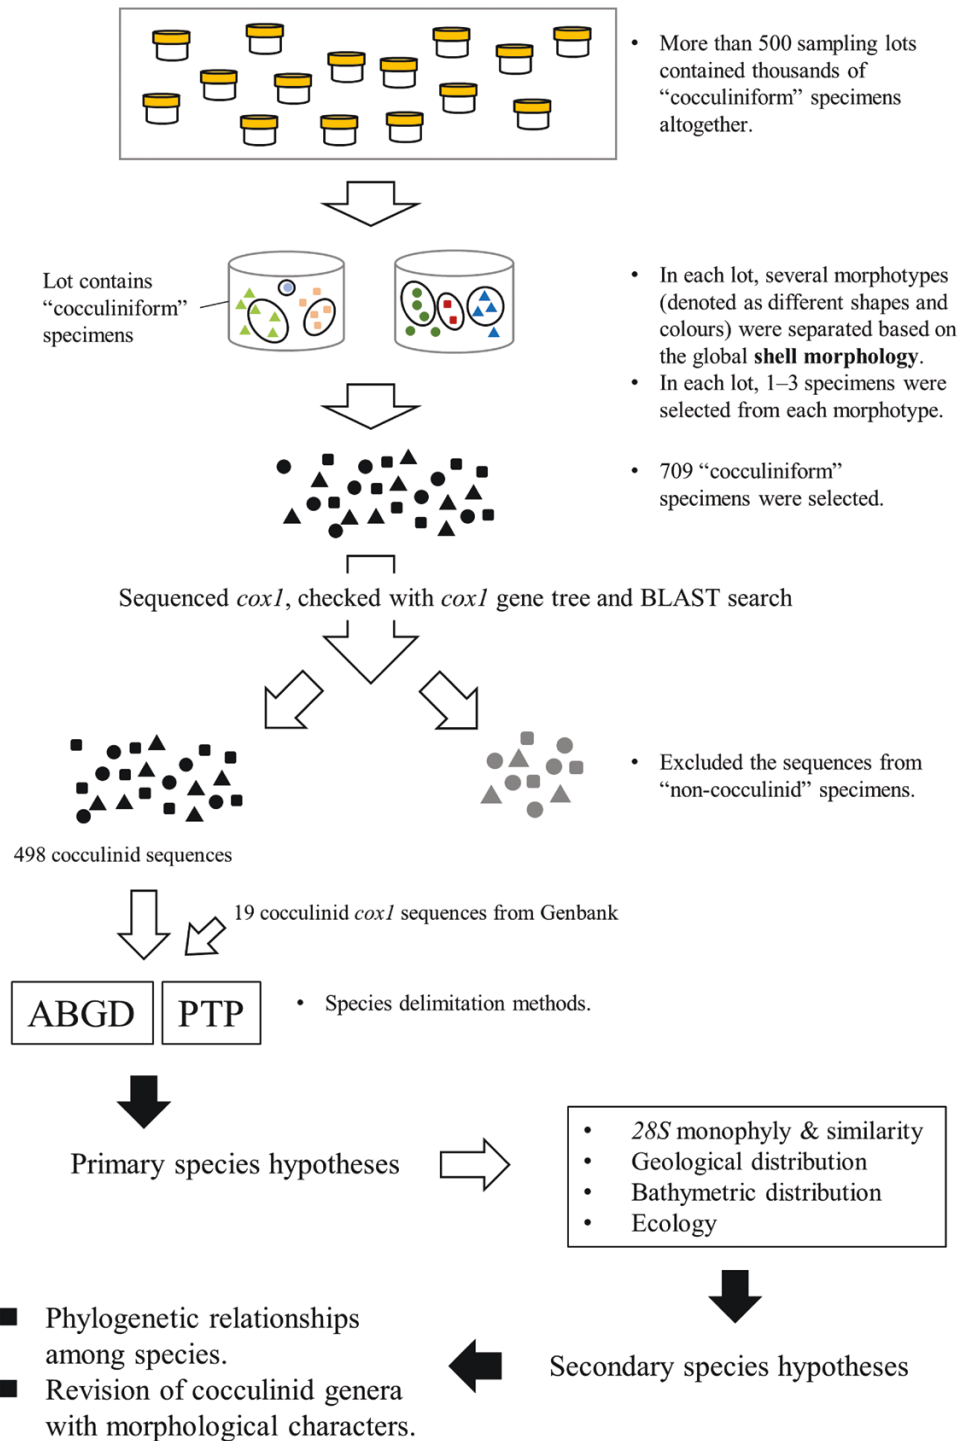 • More than 500 sampling lots
contained thousands of
“cocculiniform” specimens
altogether.
Lot contains
“cocculiniform”
specimens
• In each lot, several morphotypes
(denoted as different shapes and
colours) were separated based on
the global shell morphology.
• In each lot, 1–3 specimens were
selected from each morphotype.
• 709 “cocculiniform”
specimens were selected.
Sequenced cox1, checked with cox1 gene tree and BLAST search
• Excluded the sequences from
“non-cocculinid” specimens.
498 cocculinid sequences
19 cocculinid cox1 sequences from Genbank
ABGD
PTP
• Species delimitation methods.
Primary species hypotheses
• 28S monophyly & similarity
• Geological distribution
• Bathymetric distribution
• Ecology
Secondary species hypotheses
■ Phylogenetic relationships
among species.
■ Revision of cocculinid genera
with morphological characters.